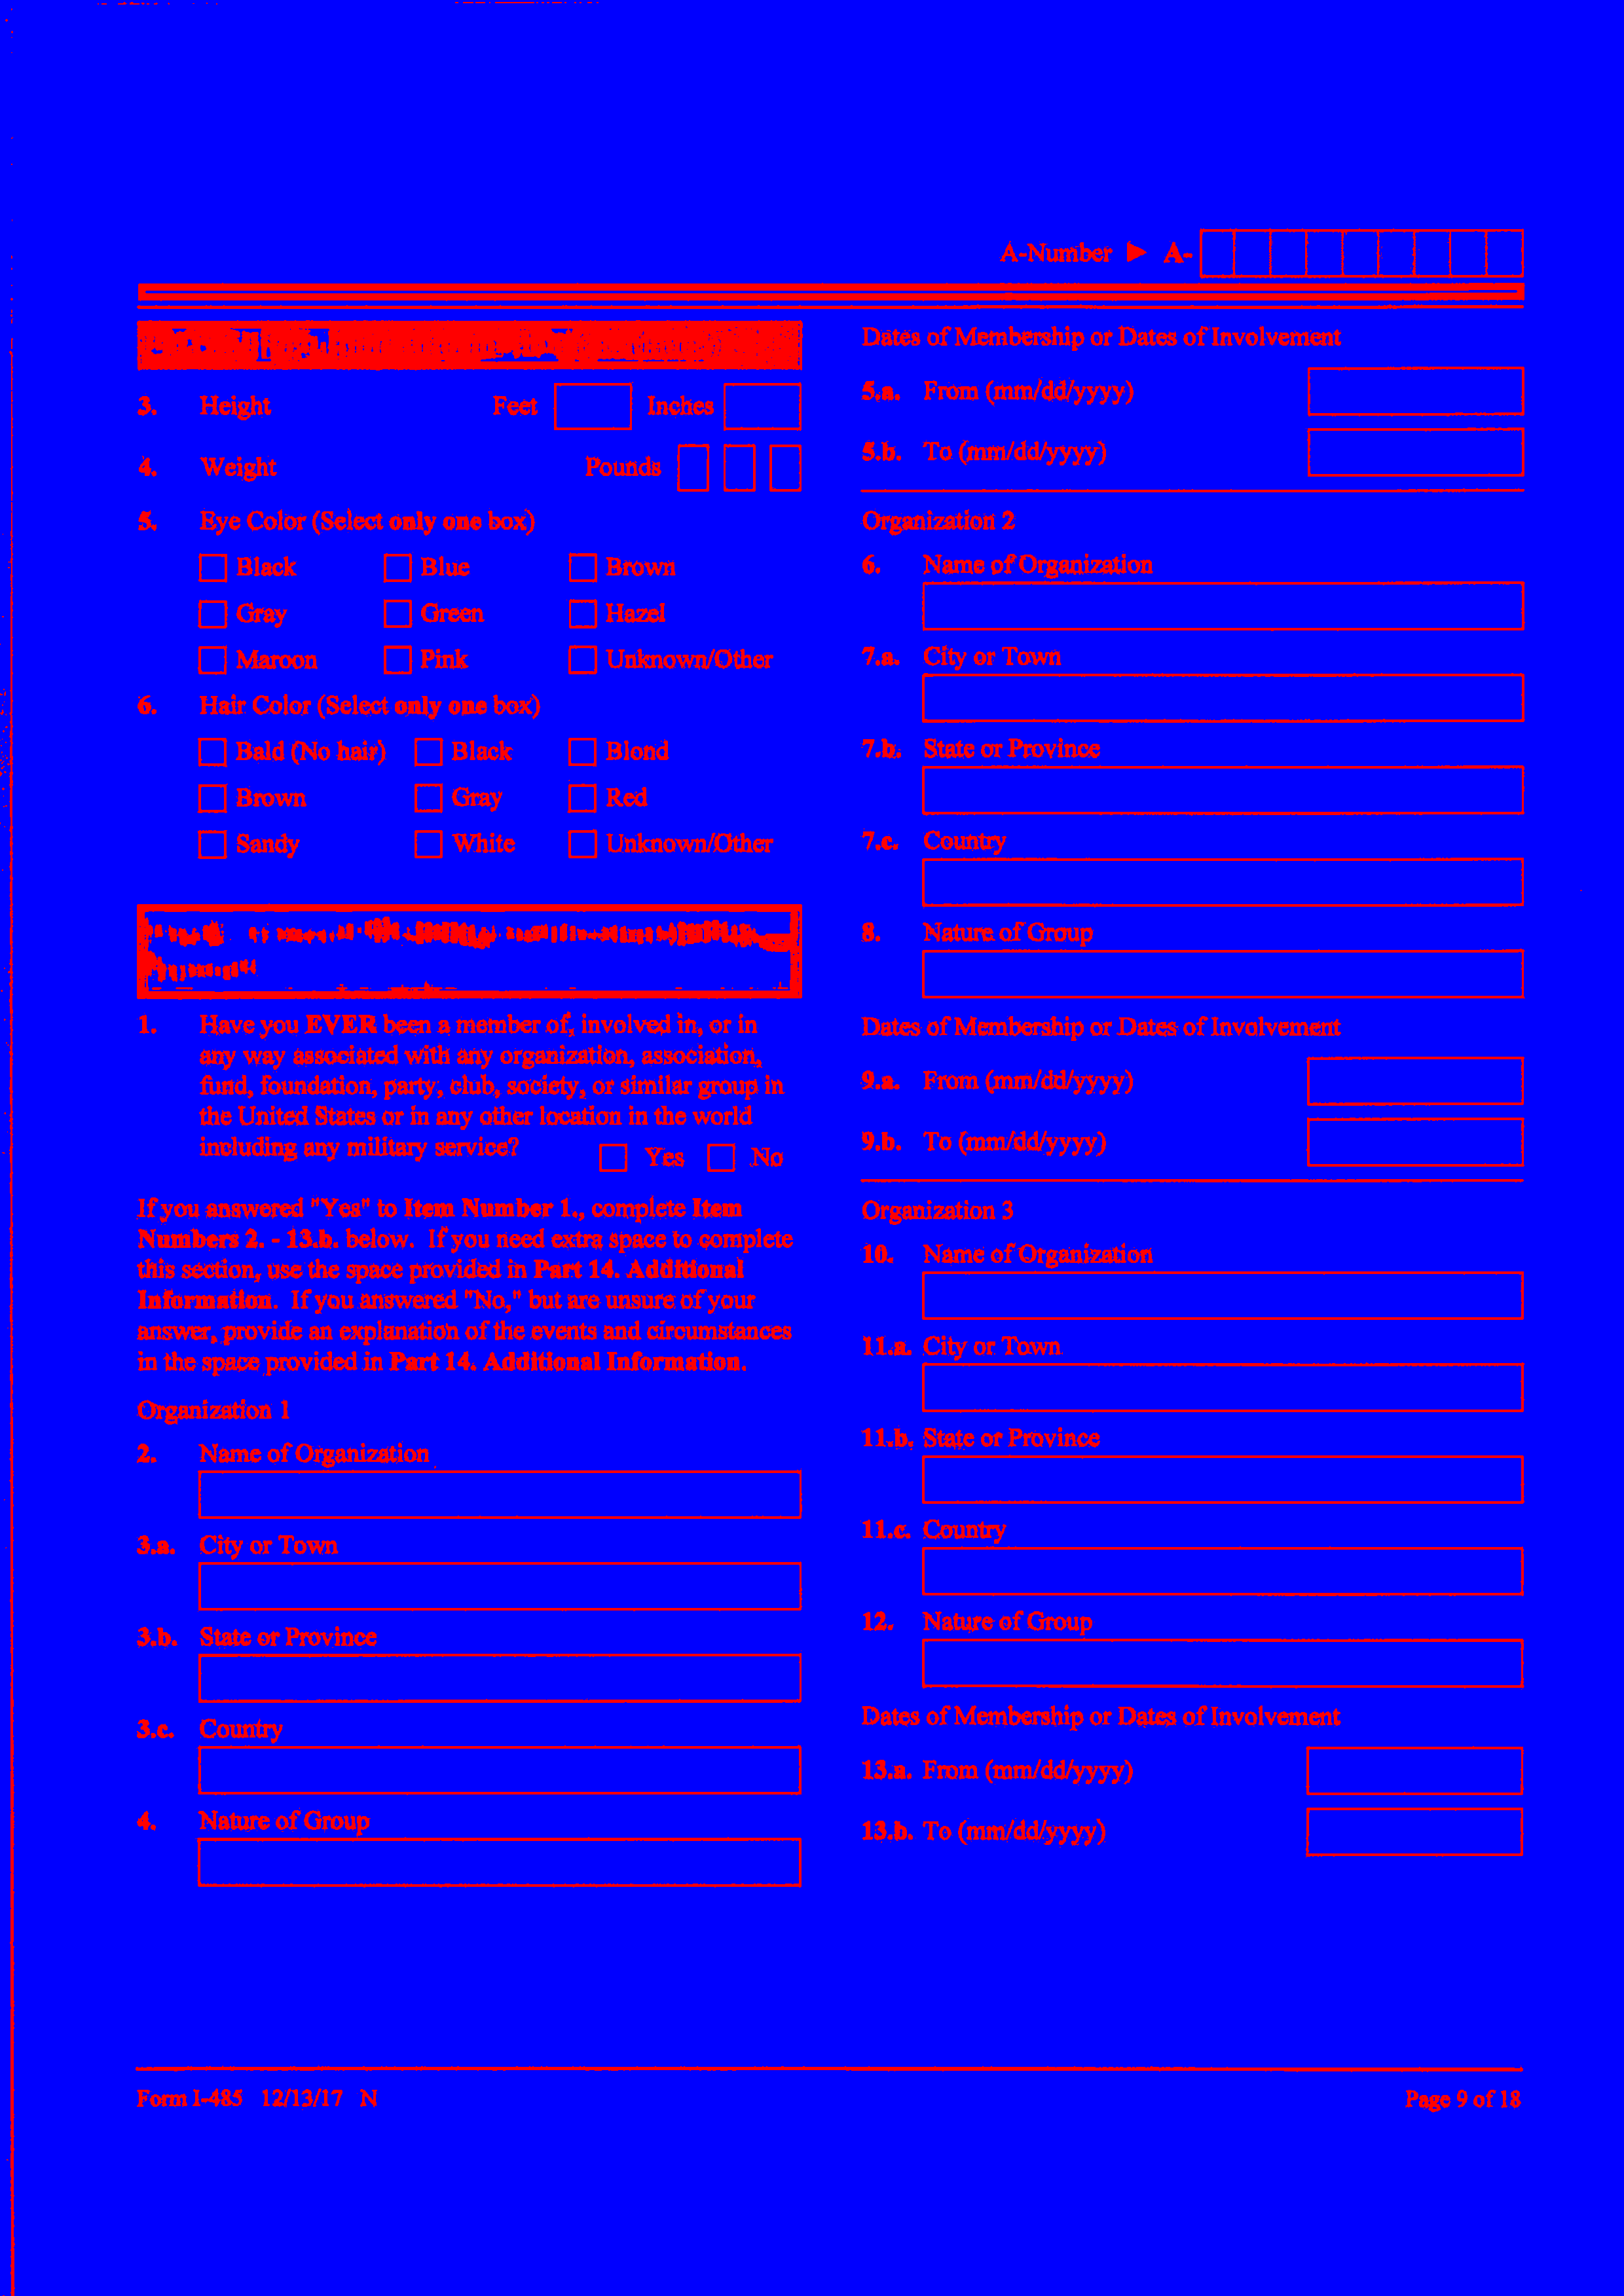 A-Number ► A-
3. Height Feet Inches
4. Weight Pounds
5. Eye Color (Select only one box)
Black Blue Brown
Gray Green Hazel
Maroon Pink Unknown/Other
6. Hair Color (Select only one box)
Bald (No hair) Black Blond
Brown Gray Red
Sandy White Unknown/Other
1. Have you EVER been a member of, involved in, or in
any way associated with any organization, association,
fund, foundation, party, club, society, or similar group in
the United States or in any other location in the world
including any military service? Yes No
If you answered "Yes" to Item Number 1., complete Item
Numbers 2. - 13.b. below. If you need extra space to complete
this section, use the space provided in Part 14. Additional
Information. If you answered "No," but are unsure of your
answer, provide an explanation of the events and circumstances
in the space provided in Part 14. Additional Information.
Organization 1
2. Name of Organization
3.a. City or Town
3.b. State or Province
3.c. Country
4. Nature of Group
Dates of Membership or Dates of Involvement
5.a. From (mm/dd/yyyy)
5.b. To (mm/dd/yyyy)
Organization 2
6. Name of Organization
7.a. City or Town
7.b. State or Province
7.c. Country
8. Nature of Group
Dates of Membership or Dates of Involvement
9.a. From (mm/dd/yyyy)
9.b. To (mm/dd/yyyy)
Organization 3
10. Name of Organization
11.a. City or Town
11.b. State or Province
11.c. Country
12. Nature of Group
Dates of Membership or Dates of Involvement
13.a. From (mm/dd/yyyy)
13.b. To (mm/dd/yyyy)
Form I-485 12/13/17 N
Page 9 of 18